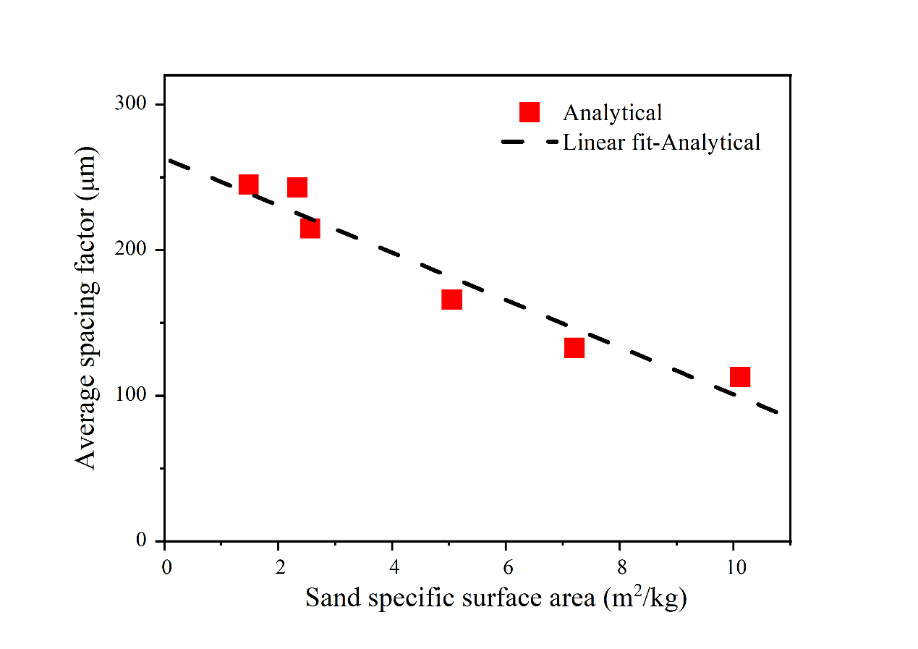 300
200
100
0
Average spacing factor (μm)
Analytical
Linear fit-Analytical
0 2 4 6 8 10
Sand specific surface area (m²/kg)